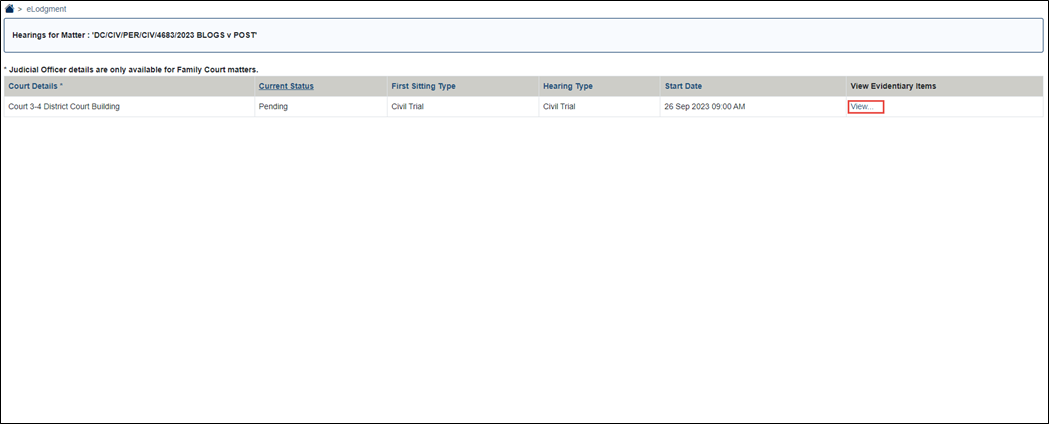 > eLodgment
Hearings for Matter : 'DC/CIV/PER/CIV/4683/2023 BLOGS v POST'
* Judicial Officer details are only available for Family Court matters.
Court Details * Current Status First Sitting Type Hearing Type Start Date View Evidentiary Items
Court 3-4 District Court Building Pending Civil Trial Civil Trial 26 Sep 2023 09:00 AM View...